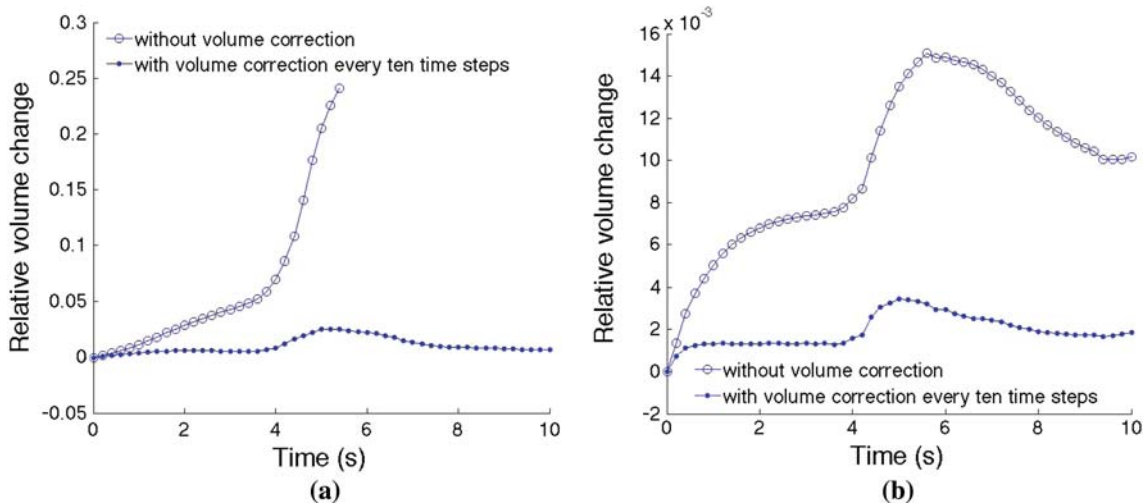 0.3
0.25
0.2
0.15
0.1
0.05
0
-0.05
Relative volume change
without volume correction
with volume correction every ten time steps
0 2 4 6 8 10
Time (s)
(a)
16 x 10⁻³
14
12
10
8
6
4
2
0
-2
Relative volume change
without volume correction
with volume correction every ten time steps
0 2 4 6 8 10
Time (s)
(b)